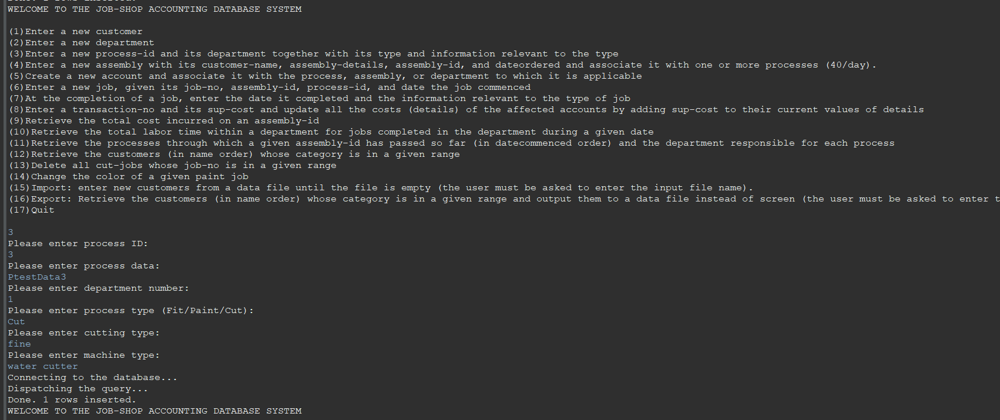 WELCOME TO THE JOB-SHOP ACCOUNTING DATABASE SYSTEM
(1)Enter a new customer
(2)Enter a new department
(3)Enter a new process-id and its department together with its type and information relevant to the type
(4)Enter a new assembly with its customer-name, assembly-details, assembly-id, and dateordered and associate it with one or more processes (40/day).
(5)Create a new account and associate it with the process, assembly, or department to which it is applicable
(6)Enter a new job, given its job-no, assembly-id, process-id, and date the job commenced
(7)At the completion of a job, enter the date it completed and the information relevant to the type of job
(8)Enter a transaction-no and its sup-cost and update all the costs (details) of the affected accounts by adding sup-cost to their current values of details
(9)Retrieve the total cost incurred on an assembly-id
(10)Retrieve the total labor time within a department for jobs completed in the department during a given date
(11)Retrieve the processes through which a given assembly-id has passed so far (in datecommenced order) and the department responsible for each process
(12)Retrieve the customers (in name order) whose category is in a given range
(13)Delete all cut-jobs whose job-no is in a given range
(14)Change the color of a given paint job
(15)Import: enter new customers from a data file until the file is empty (the user must be asked to enter the input file name).
(16)Export: Retrieve the customers (in name order) whose category is in a given range and output them to a data file instead of screen (the user must be asked to enter t
(17)Quit
3
Please enter process ID:
3
Please enter process data:
PtestData3
Please enter department number:
1
Please enter process type (Fit/Paint/Cut):
Cut
Please enter cutting type:
fine
Please enter machine type:
water cutter
Connecting to the database...
Dispatching the query...
Done. 1 rows inserted.
WELCOME TO THE JOB-SHOP ACCOUNTING DATABASE SYSTEM